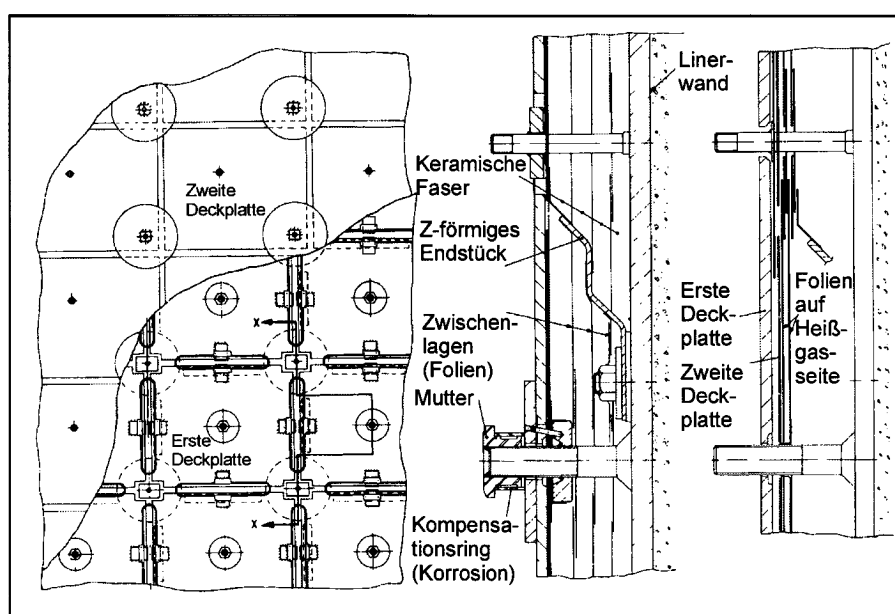 Zweite
Deckplatte
x
Erste
Deckplatte
x
Liner-
wand
Keramische
Faser
Z-förmiges
Endstück
Zwischen-
lagen
(Folien)
Mutter
Kompensa-
tionsring
(Korrosion)
Erste
Deck-
platte
Zweite
Deck-
platte
Folien
auf
Heiß-
gas-
seite